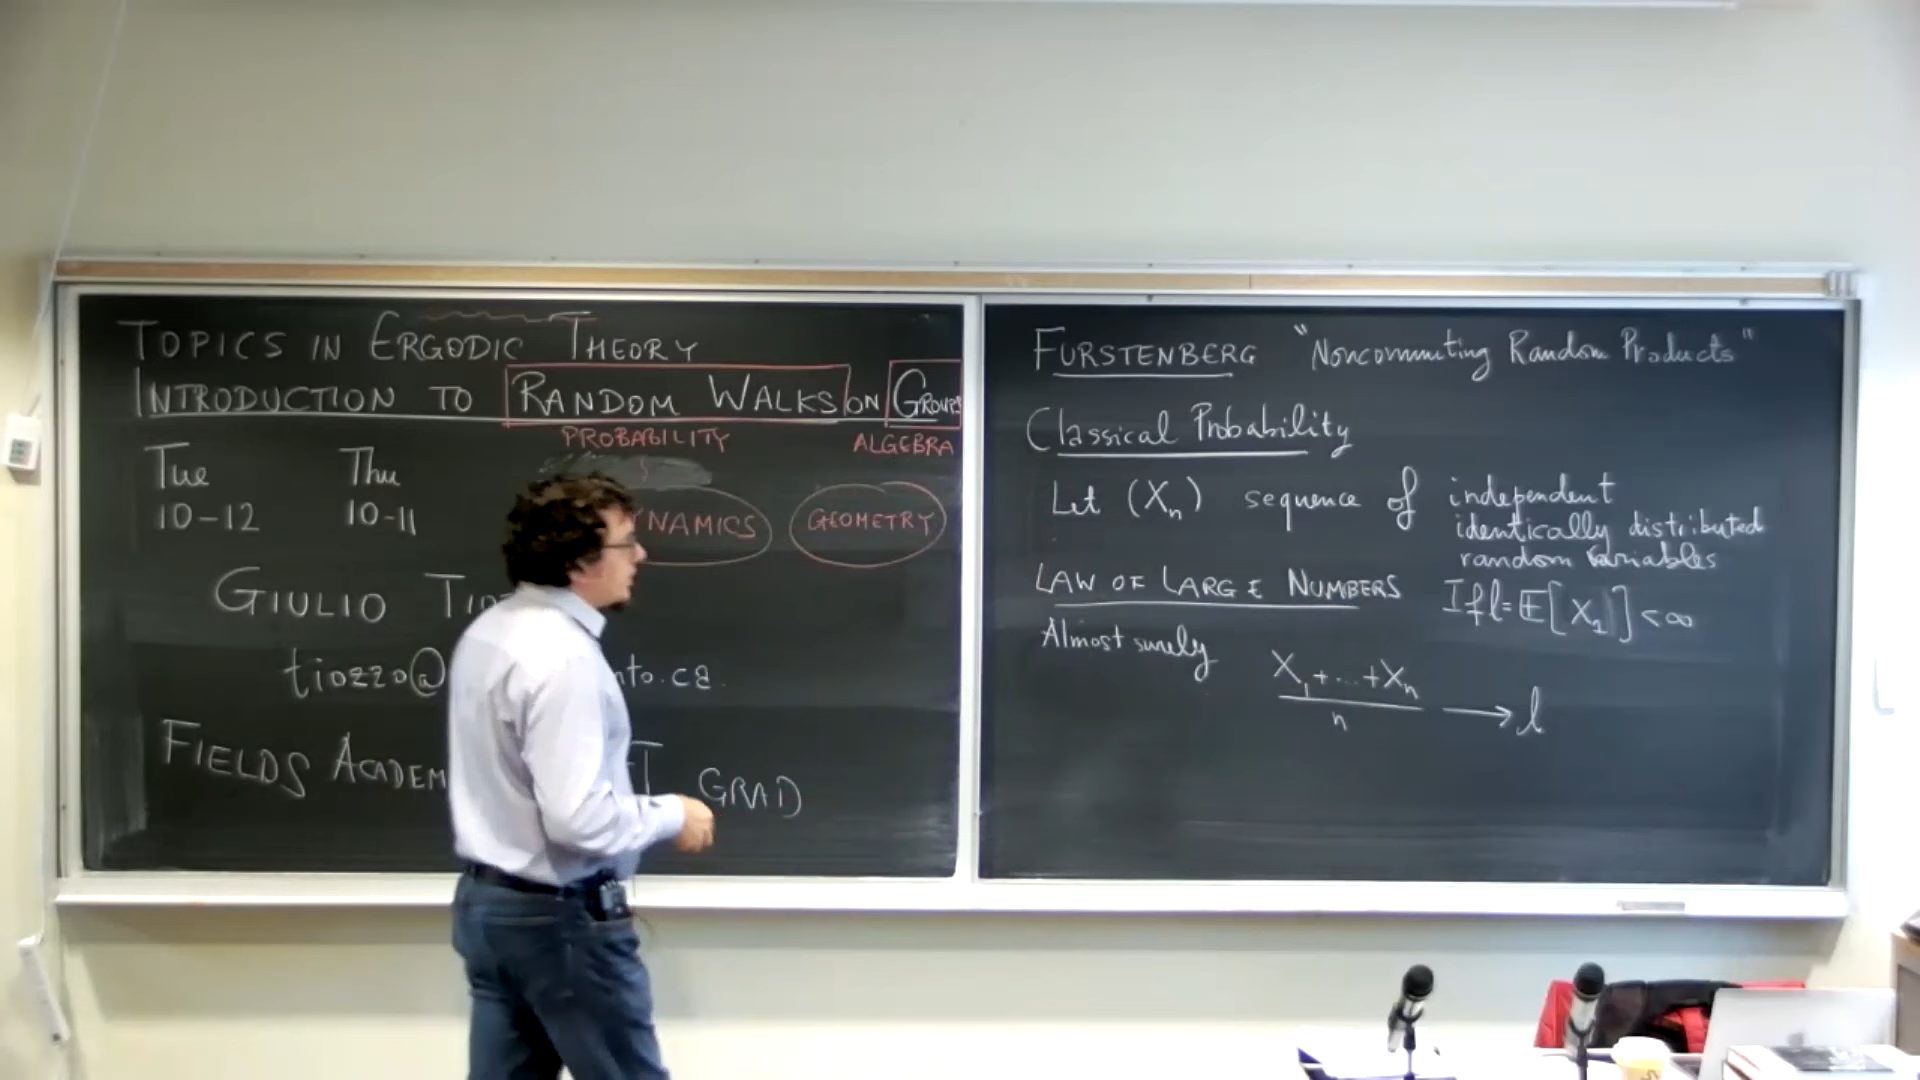 TOPICS IN ERGODIC THEORY
INTRODUCTION TO RANDOM WALKS ON GROUPS
PROBABILITY ALGEBRA
Tue Thu
10-12 10-11
YNAMICS GEOMETRY
GIULIO
tiozzo@ nto.ca
FIELDS ACADEM
GRAD
FURSTENBERG "Noncommuting Random Products"
Classical Probability
Let (Xₙ) sequence of independent
identically distributed
random variables
LAW OF LARGE NUMBERS If l = 𝔼[X₁] < ∞
Almost surely
X₁+...+Xₙ
n
→ l